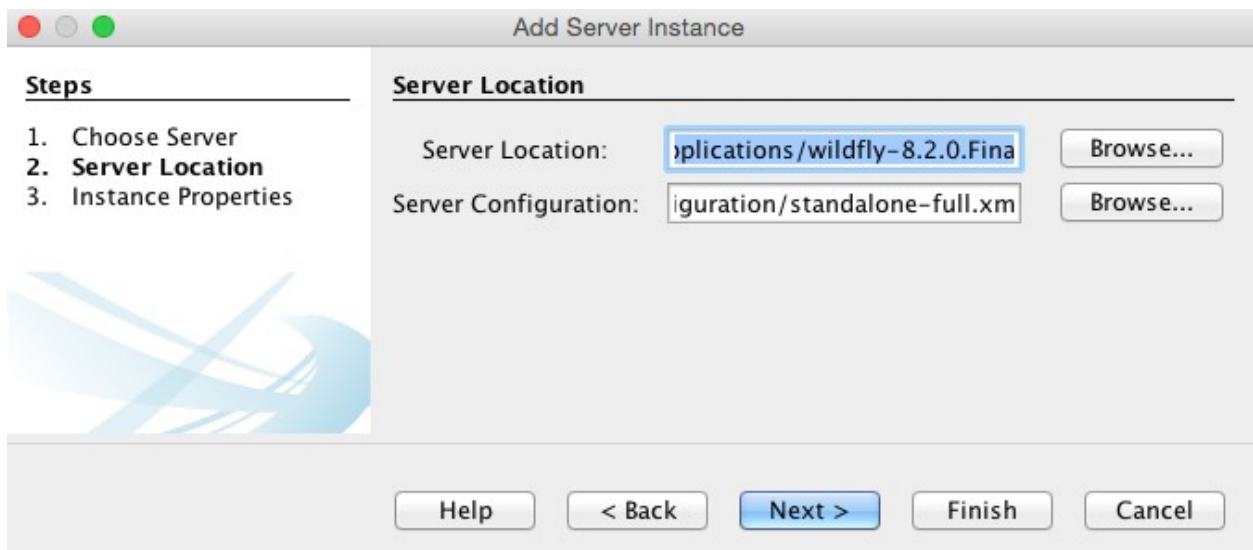 Add Server Instance
Steps
1. Choose Server
2. Server Location
3. Instance Properties
Server Location
Server Location: pplications/wildfly-8.2.0.Fina Browse...
Server Configuration: iguration/standalone-full.xm Browse...
Help < Back Next > Finish Cancel